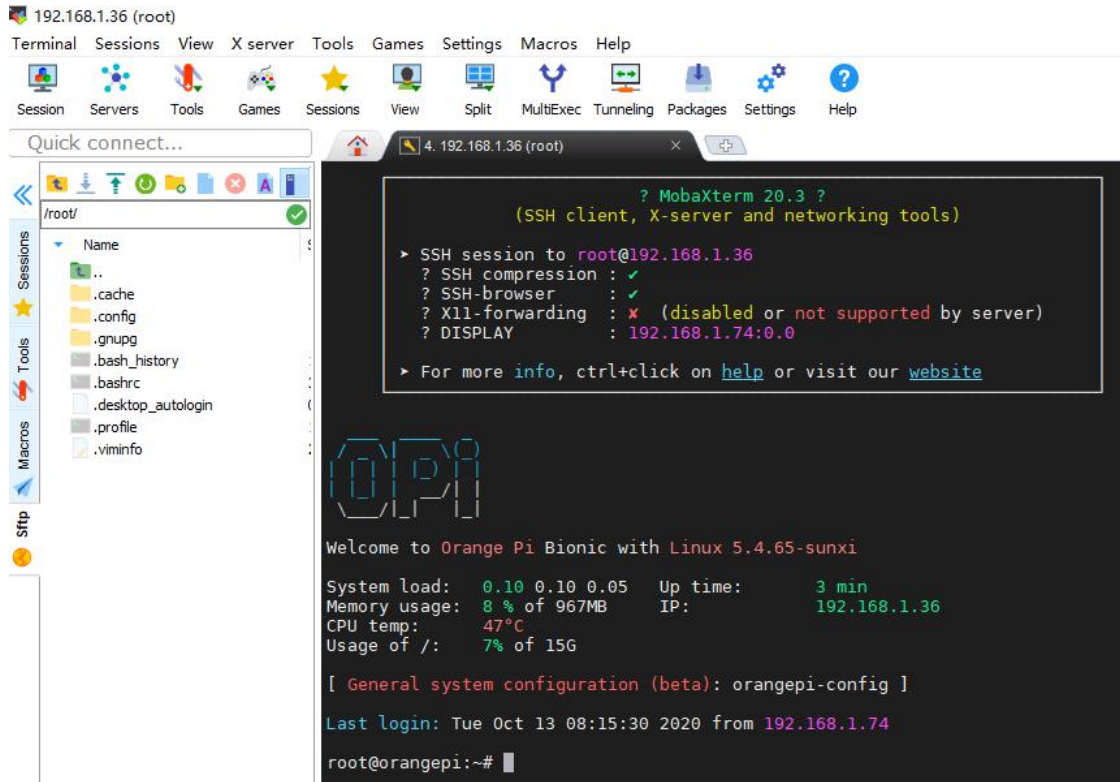 192.168.1.36 (root)
Terminal Sessions View X server Tools Games Settings Macros Help
Session Servers Tools Games Sessions View Split MultiExec Tunneling Packages Settings Help
Quick connect...
4. 192.168.1.36 (root)
/root/
Name
..
.cache
.config
.gnupg
.bash_history
.bashrc
.desktop_autologin
.profile
.viminfo
Sessions
Tools
Macros
Sftp
? MobaXterm 20.3 ?
(SSH client, X-server and networking tools)
➤ SSH session to root@192.168.1.36
? SSH compression : ✔
? SSH-browser : ✔
? X11-forwarding : ✘ (disabled or not supported by server)
? DISPLAY : 192.168.1.74:0.0
➤ For more info, ctrl+click on help or visit our website
OPi
Welcome to Orange Pi Bionic with Linux 5.4.65-sunxi
System load: 0.10 0.10 0.05 Up time: 3 min
Memory usage: 8 % of 967MB IP: 192.168.1.36
CPU temp: 47°C
Usage of /: 7% of 15G
[ General system configuration (beta): orangepi-config ]
Last login: Tue Oct 13 08:15:30 2020 from 192.168.1.74
root@orangepi:~#